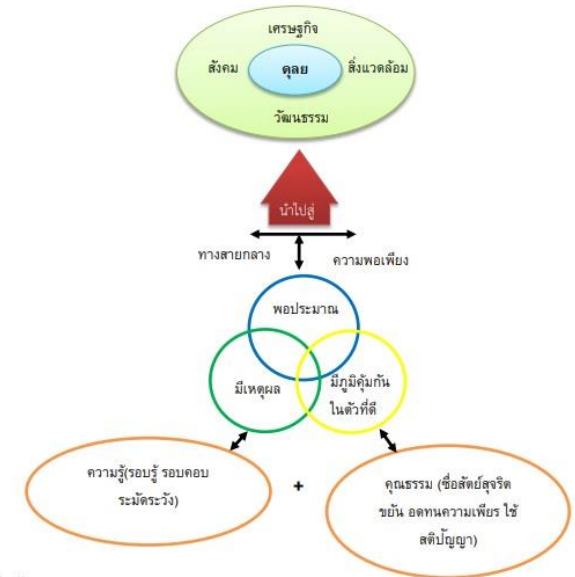 เศรษฐกิจ
สังคม ดุลย สิ่งแวดล้อม
วัฒนธรรม
นำไปสู่
ทางสายกลาง ความพอเพียง
พอประมาณ
มีเหตุผล
มีภูมิคุ้มกัน
ในตัวที่ดี
ความรู้(รอบรู้ รอบคอบ
ระมัดระวัง)
+
คุณธรรม (ซื่อสัตย์สุจริต
ขยัน อดทนความเพียร ใช้
สติปัญญา)